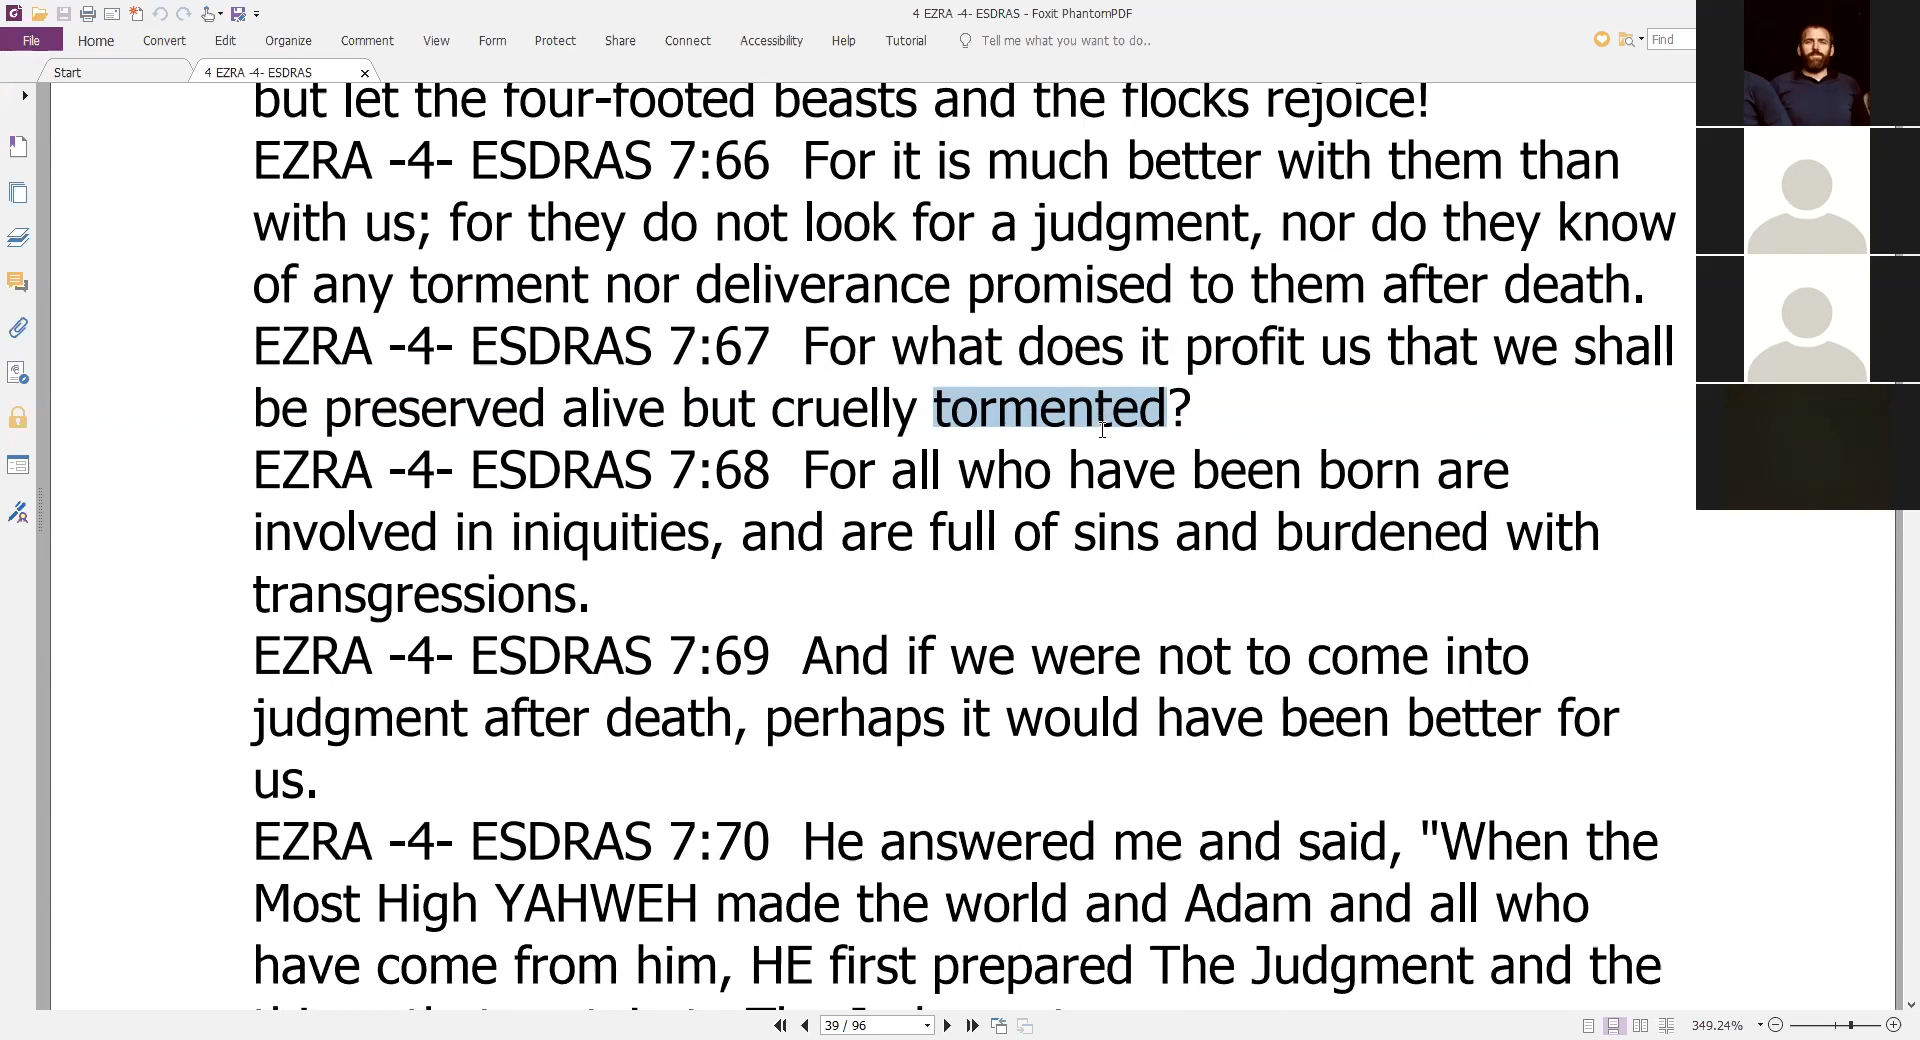 4 EZRA -4- ESDRAS - Foxit PhantomPDF
File Home Convert Edit Organize Comment View Form Protect Share Connect Accessibility Help Tutorial Tell me what you want to do.. Find
Start 4 EZRA -4- ESDRAS
but let the four-footed beasts and the flocks rejoice!
EZRA -4- ESDRAS 7:66 For it is much better with them than
with us; for they do not look for a judgment, nor do they know
of any torment nor deliverance promised to them after death.
EZRA -4- ESDRAS 7:67 For what does it profit us that we shall
be preserved alive but cruelly tormented?
EZRA -4- ESDRAS 7:68 For all who have been born are
involved in iniquities, and are full of sins and burdened with
transgressions.
EZRA -4- ESDRAS 7:69 And if we were not to come into
judgment after death, perhaps it would have been better for
us.
EZRA -4- ESDRAS 7:70 He answered me and said, "When the
Most High YAHWEH made the world and Adam and all who
have come from him, HE first prepared The Judgment and the
39 / 96 349.24%